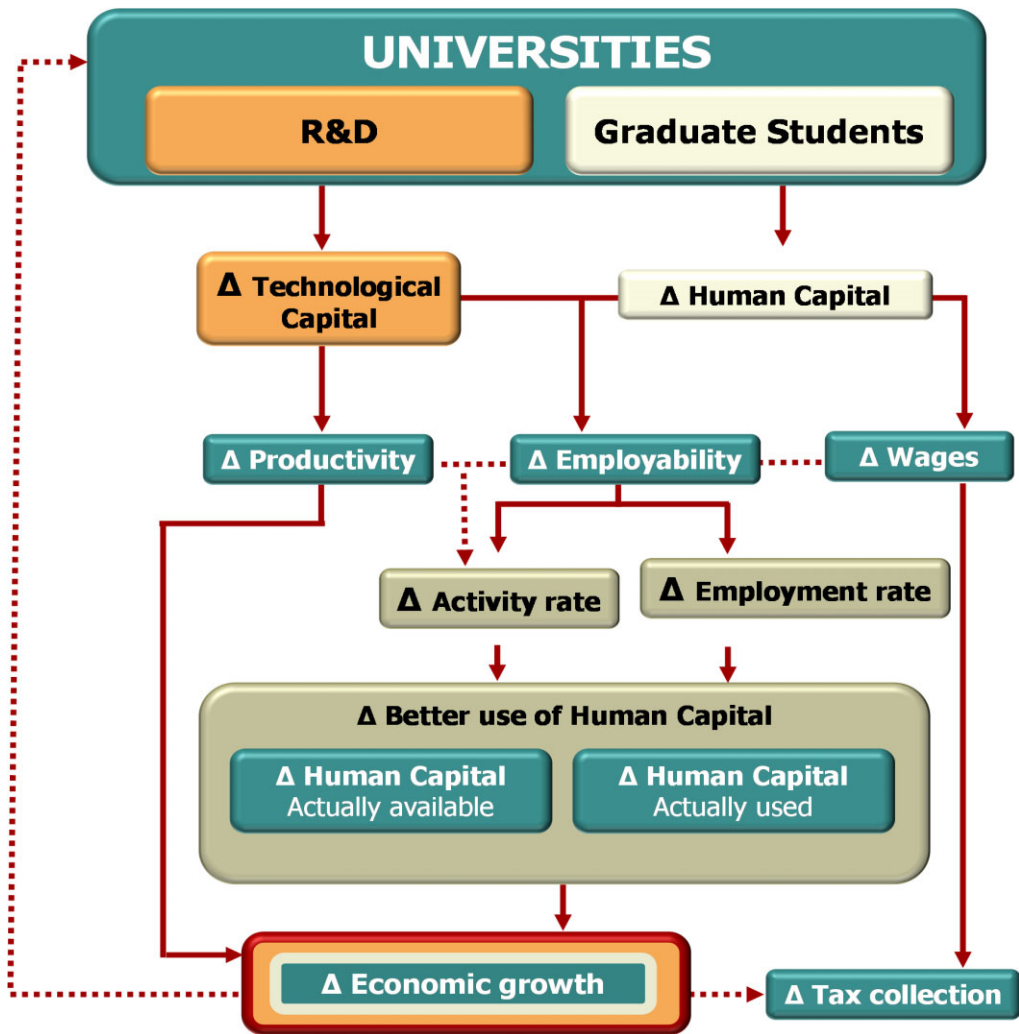 UNIVERSITIES
R&D
Graduate Students
Δ Technological
Capital
Δ Human Capital
Δ Productivity
Δ Employability
Δ Wages
Δ Activity rate
Δ Employment rate
Δ Better use of Human Capital
Δ Human Capital
Actually available
Δ Human Capital
Actually used
Δ Economic growth
Δ Tax collection